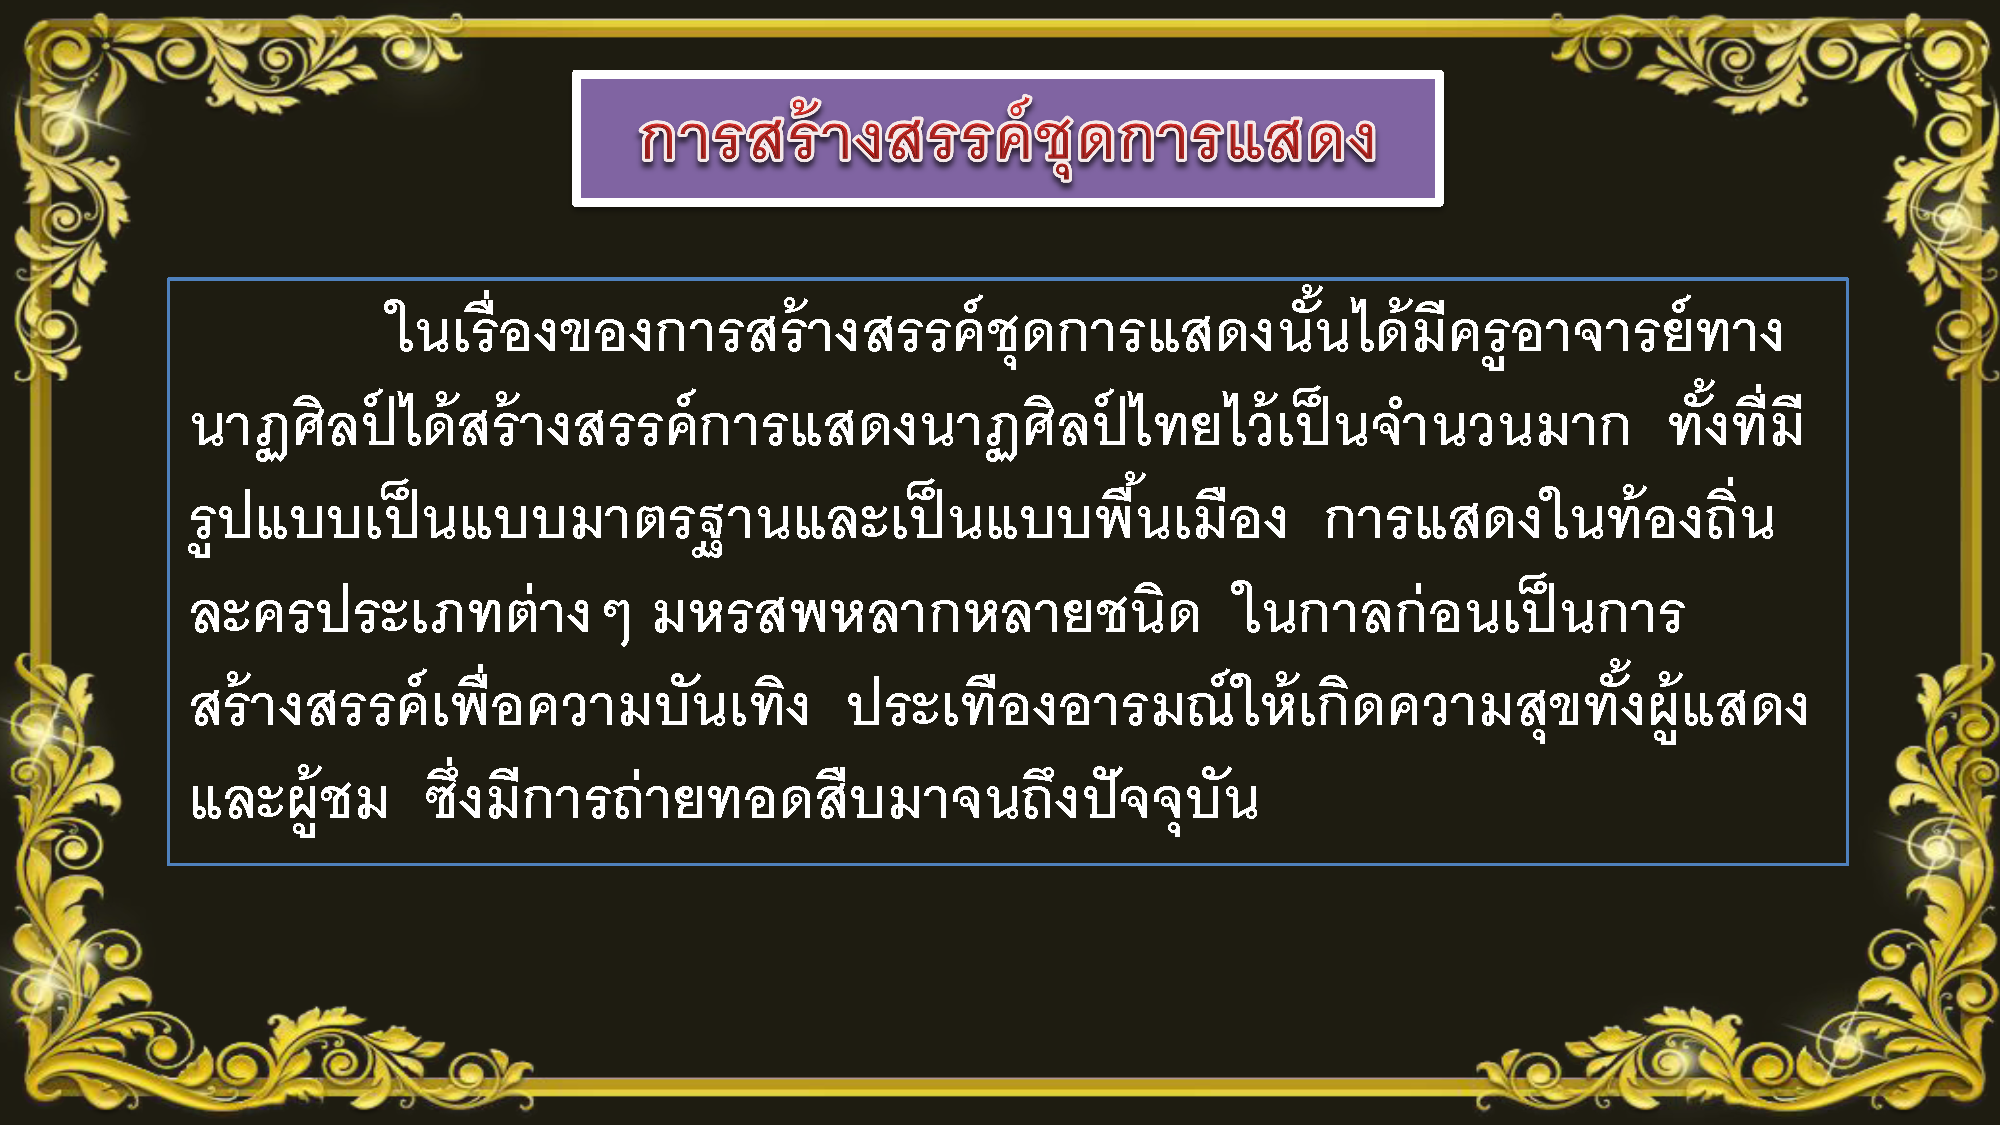 การสร้างสรรค์ชุดการแสดง
ในเรื่องของการสร้างสรรค์ชุดการแสดงนั้นได้มีครูอาจารย์ทาง
นาฏศิลป์ได้สร้างสรรค์การแสดงนาฏศิลป์ไทยไว้เป็นจำนวนมาก ทั้งที่มี
รูปแบบเป็นแบบมาตรฐานและเป็นแบบพื้นเมือง การแสดงในท้องถิ่น
ละครประเภทต่างๆ มหรสพหลากหลายชนิด ในกาลก่อนเป็นการ
สร้างสรรค์เพื่อความบันเทิง ประเทืองอารมณ์ให้เกิดความสุขทั้งผู้แสดง
และผู้ชม ซึ่งมีการถ่ายทอดสืบมาจนถึงปัจจุบัน